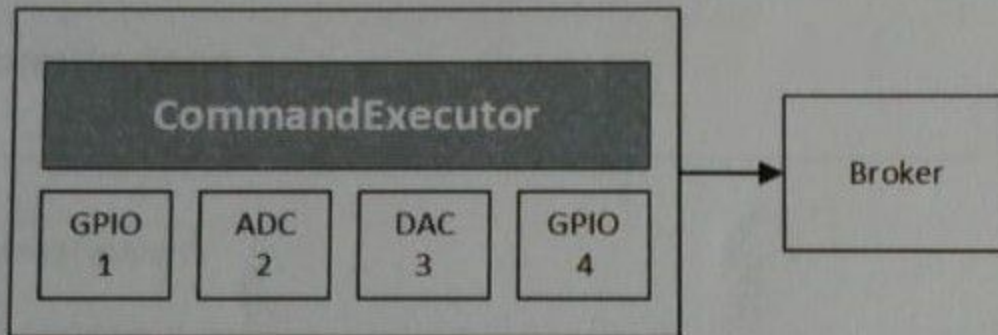 CommandExecutor
Broker
GPIO
1
ADC
2
DAC
3
GPIO
4